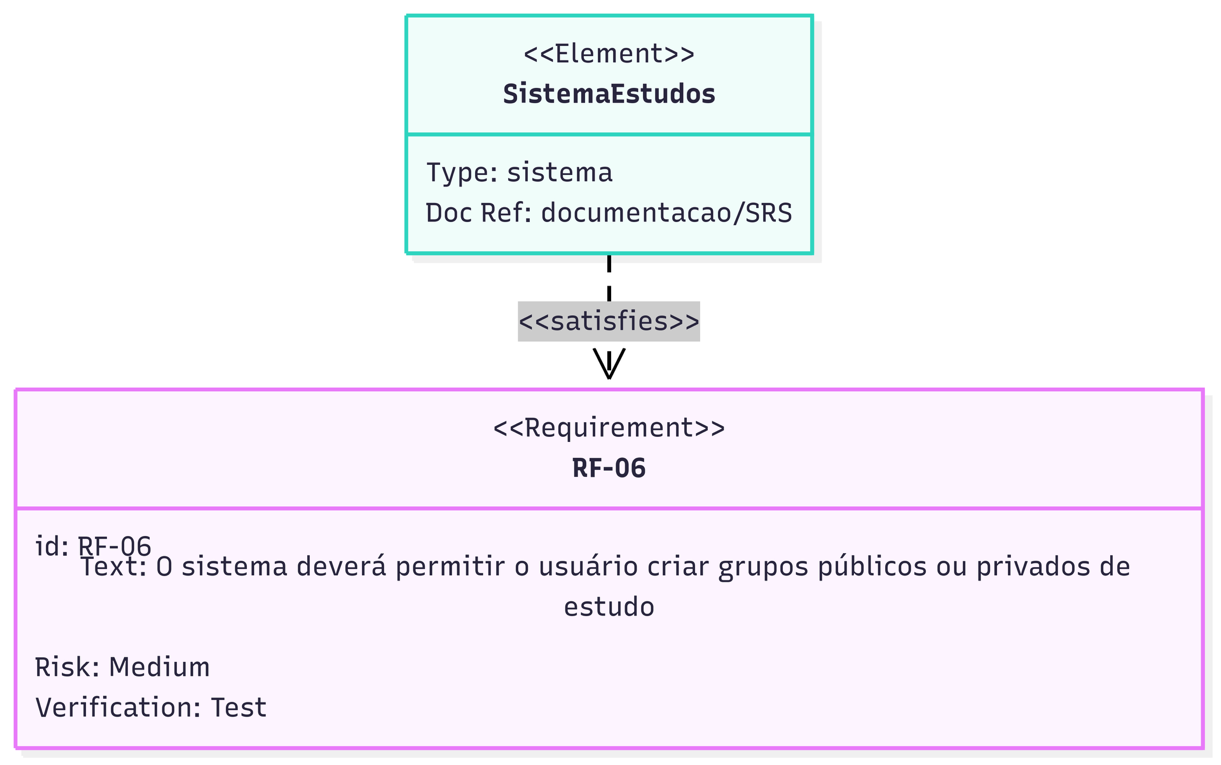 <<Element>>
SistemaEstudos
Type: sistema
Doc Ref: documentacao/SRS
<<satisfies>>
<<Requirement>>
RF-06
id: RF-06
Text: O sistema deverá permitir o usuário criar grupos públicos ou privados de
estudo
Risk: Medium
Verification: Test